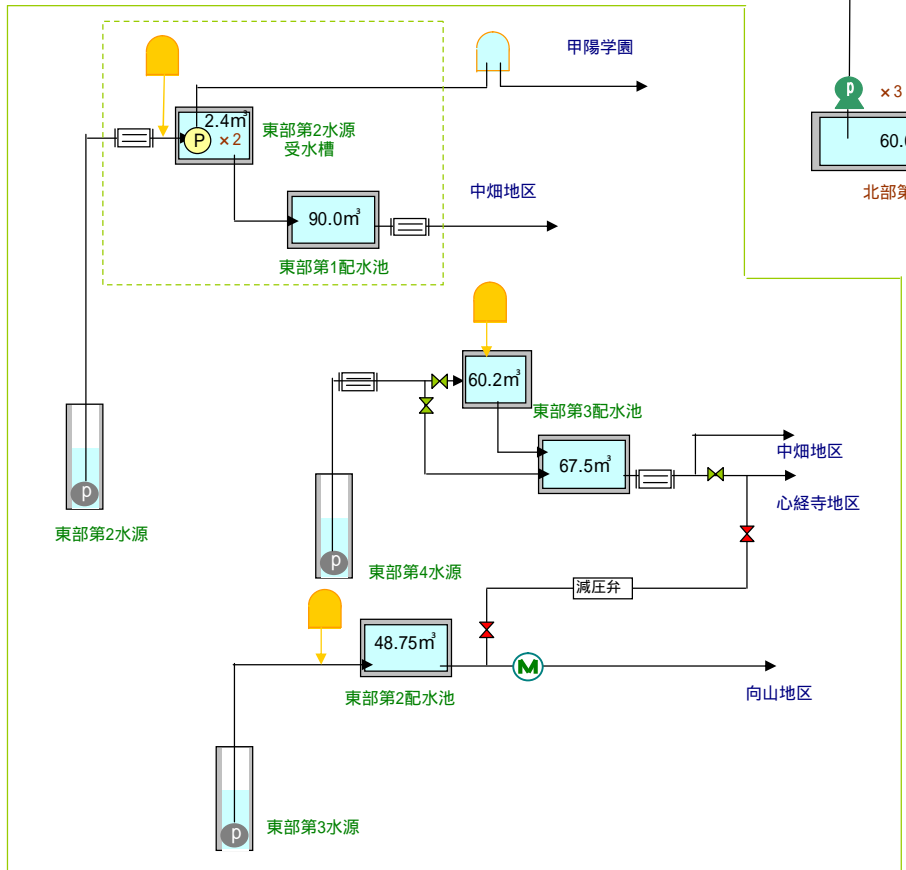 甲陽学園
p
×3
2.4㎥
P
×2
東部第2水源
受水槽
60.
北部第
中畑地区
90.0㎥
東部第1配水池
60.2㎥
東部第3配水池
中畑地区
67.5㎥
心経寺地区
p
東部第2水源
p
東部第4水源
減圧弁
48.75㎥
M
東部第2配水池
向山地区
p
東部第3水源